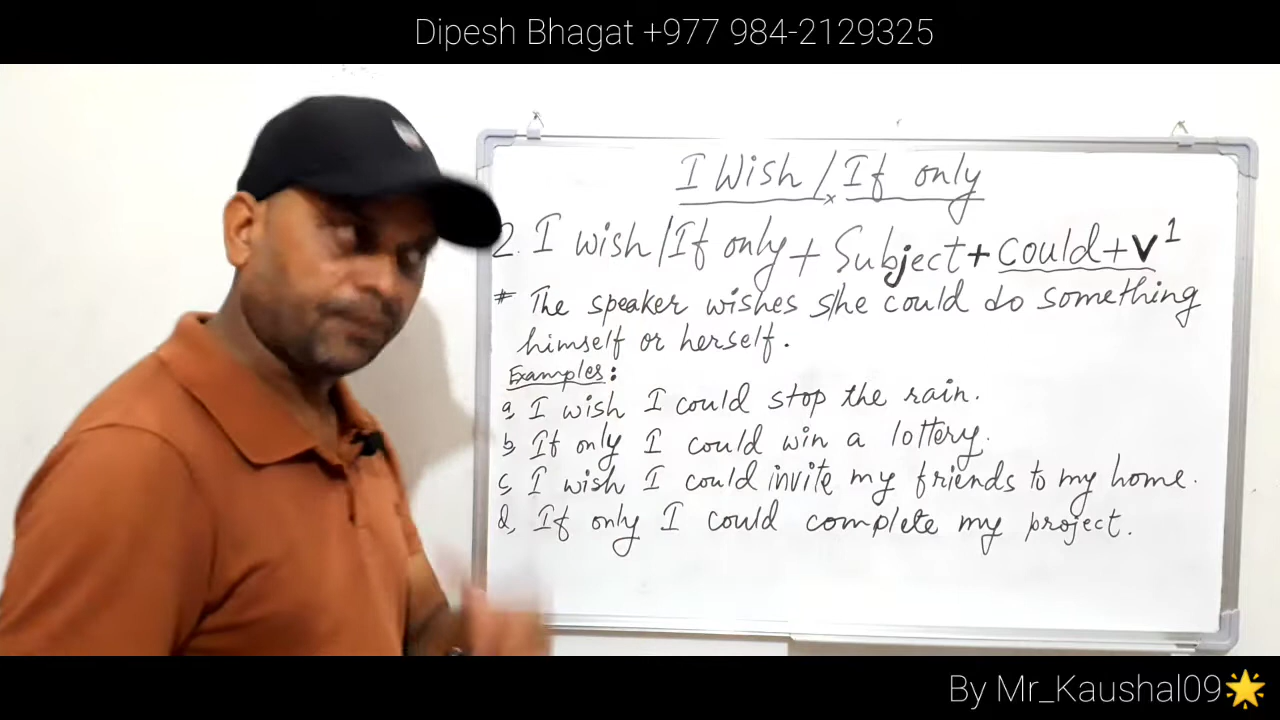 Dipesh Bhagat +977 984-2129325
I Wish / If only
2. I wish/If only + Subject + could + V¹
# The speaker wishes s/he could do something
himself or herself.
Examples:
a, I wish I could stop the rain.
b, If only I could win a lottery.
c, I wish I could invite my friends to my home.
d, If only I could complete my project.
By Mr_Kaushal09🌟